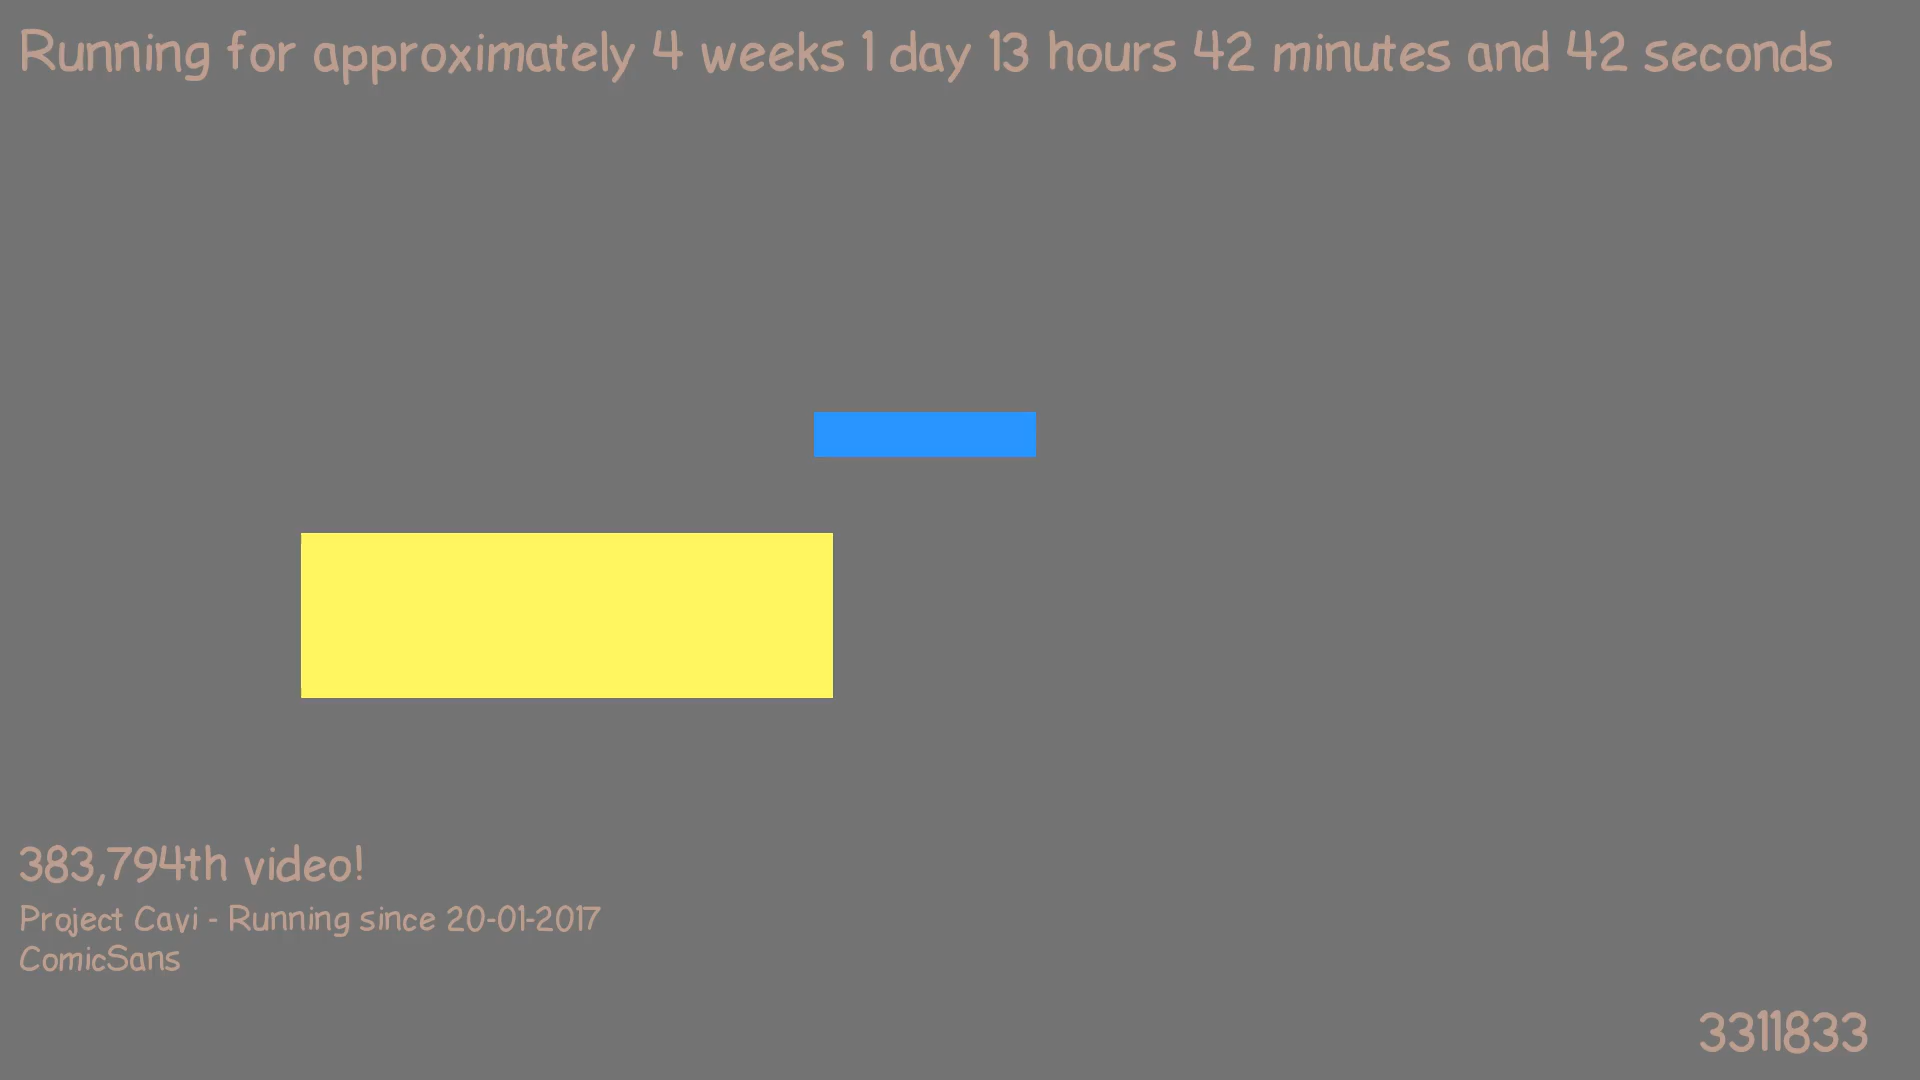 Running for approximately 4 weeks 1 day 13 hours 42 minutes and 42 seconds
383,794th video!
Project Cavi - Running since 20-01-2017
ComicSans
3311833